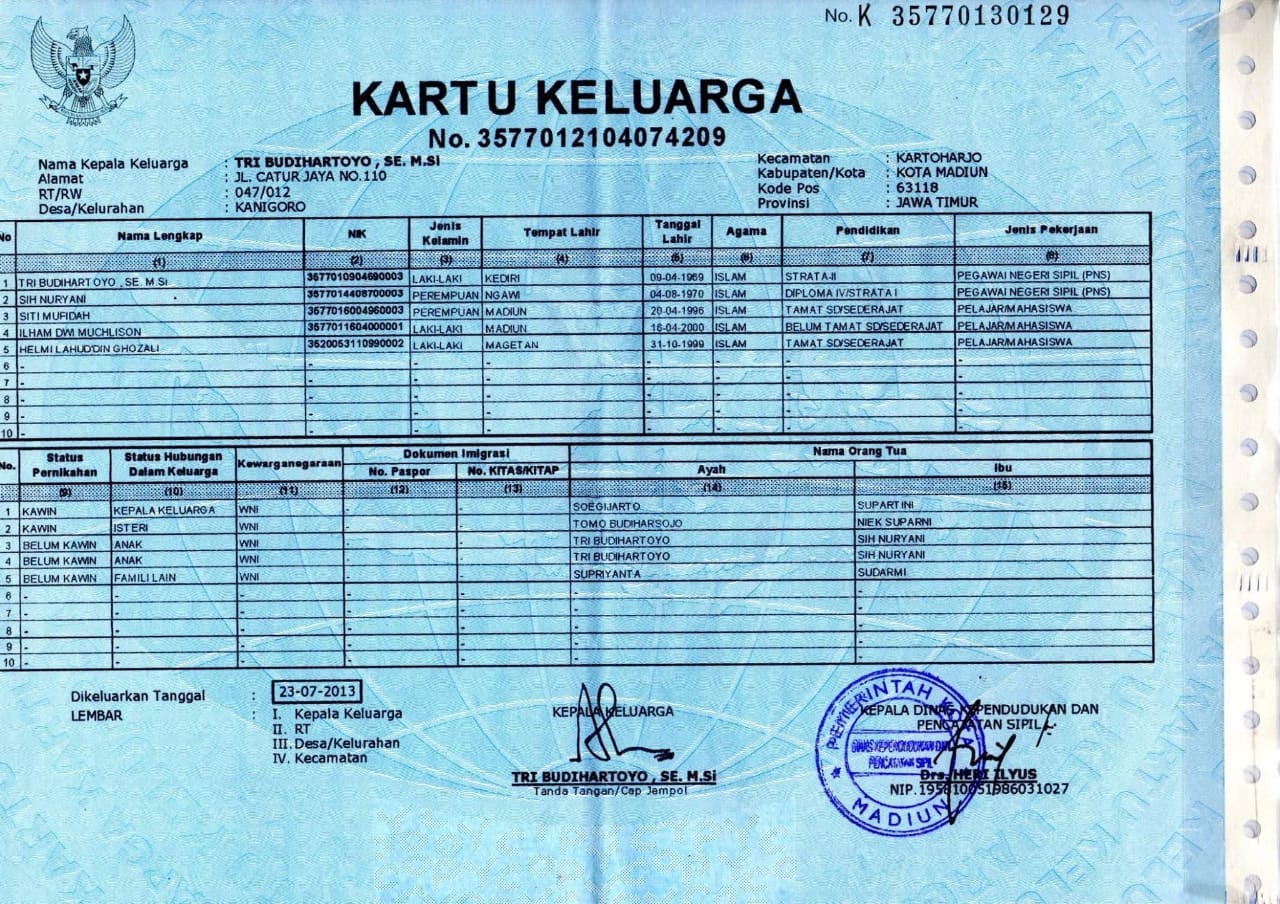 No. K 35770130129
KARTU KELUARGA
No. 3577012104074209
Nama Kepala Keluarga : TRI BUDIHARTOYO , SE. M.Si
Alamat : JL. CATUR JAYA NO.110
RT/RW : 047/012
Desa/Kelurahan : KANIGORO
Kecamatan : KARTOHARJO
Kabupaten/Kota : KOTA MADIUN
Kode Pos : 63118
Provinsi : JAWA TIMUR
No Nama Lengkap NIK Jenis Kelamin Tempat Lahir Tanggal Lahir Agama Pendidikan Jenis Pekerjaan
(1) (2) (3) (4) (5) (6) (7) (8)
1 TRI BUDIHARTOYO , SE. M.Si 3577010904690003 LAKI-LAKI KEDIRI 09-04-1969 ISLAM STRATA-II PEGAWAI NEGERI SIPIL (PNS)
2 SIH NURYANI 3577014408700003 PEREMPUAN NGAWI 04-08-1970 ISLAM DIPLOMA IV/STRATA I PEGAWAI NEGERI SIPIL (PNS)
3 SITI MUFIDAH 3577016004960003 PEREMPUAN MADIUN 20-04-1996 ISLAM TAMAT SD/SEDERAJAT PELAJAR/MAHASISWA
4 ILHAM DWI MUCHLISON 3577011604000001 LAKI-LAKI MADIUN 16-04-2000 ISLAM BELUM TAMAT SD/SEDERAJAT PELAJAR/MAHASISWA
5 HELMI LAHUDDIN GHOZALI 3520053110990002 LAKI-LAKI MAGETAN 31-10-1999 ISLAM TAMAT SD/SEDERAJAT PELAJAR/MAHASISWA
6 - - - - - - - -
7 - - - - - - - -
8 - - - - - - - -
9 - - - - - - - -
10 - - - - - - - -
No. Status Pernikahan Status Hubungan Dalam Keluarga Kewarganegaraan Dokumen Imigrasi Nama Orang Tua
No. Paspor No. KITAS/KITAP Ayah Ibu
(9) (10) (11) (12) (13) (14) (15)
1 KAWIN KEPALA KELUARGA WNI - - SOEGIJARTO SUPARTINI
2 KAWIN ISTERI WNI - - TOMO BUDIHARSOJO NIEK SUPARNI
3 BELUM KAWIN ANAK WNI - - TRI BUDIHARTOYO SIH NURYANI
4 BELUM KAWIN ANAK WNI - - TRI BUDIHARTOYO SIH NURYANI
5 BELUM KAWIN FAMILI LAIN WNI - - SUPRIYANTA SUDARMI
6 - - - - - - -
7 - - - - - - -
8 - - - - - - -
9 - - - - - - -
10 - - - - - - -
Dikeluarkan Tanggal : 23-07-2013
LEMBAR : I. Kepala Keluarga
II. RT
III. Desa/Kelurahan
IV. Kecamatan
KEPALA KELUARGA
TRI BUDIHARTOYO , SE. M.Si
Tanda Tangan/Cap Jempol
KEPALA DINAS KEPENDUDUKAN DAN
PENCATATAN SIPIL
Drs. HERI ILYUS
NIP.195810051986031027
PEMERINTAH KOTA
DINAS KEPENDUDUKAN DAN
PENCATATAN SIPIL
MADIUN